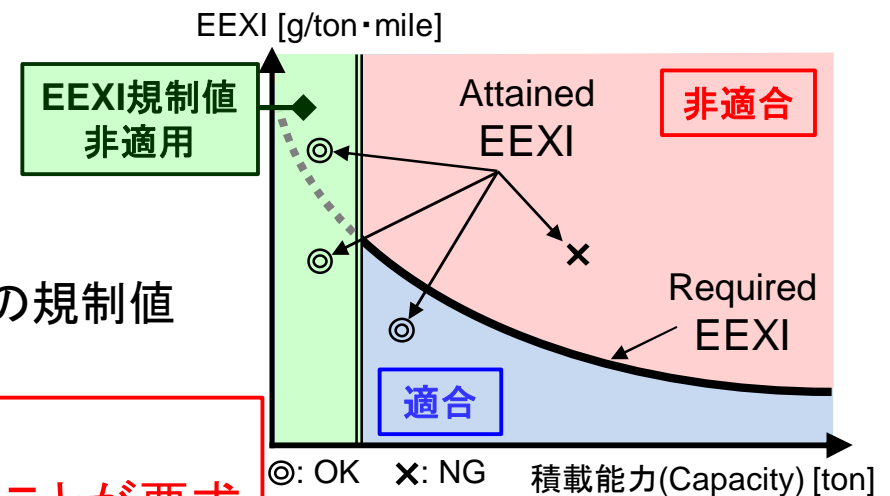 EEXI [g/ton・mile]
EEXI規制値
非適用
Attained
EEXI
非適合
の規制値
Required
EEXI
適合
◎: OK ×: NG 積載能力(Capacity) [ton]